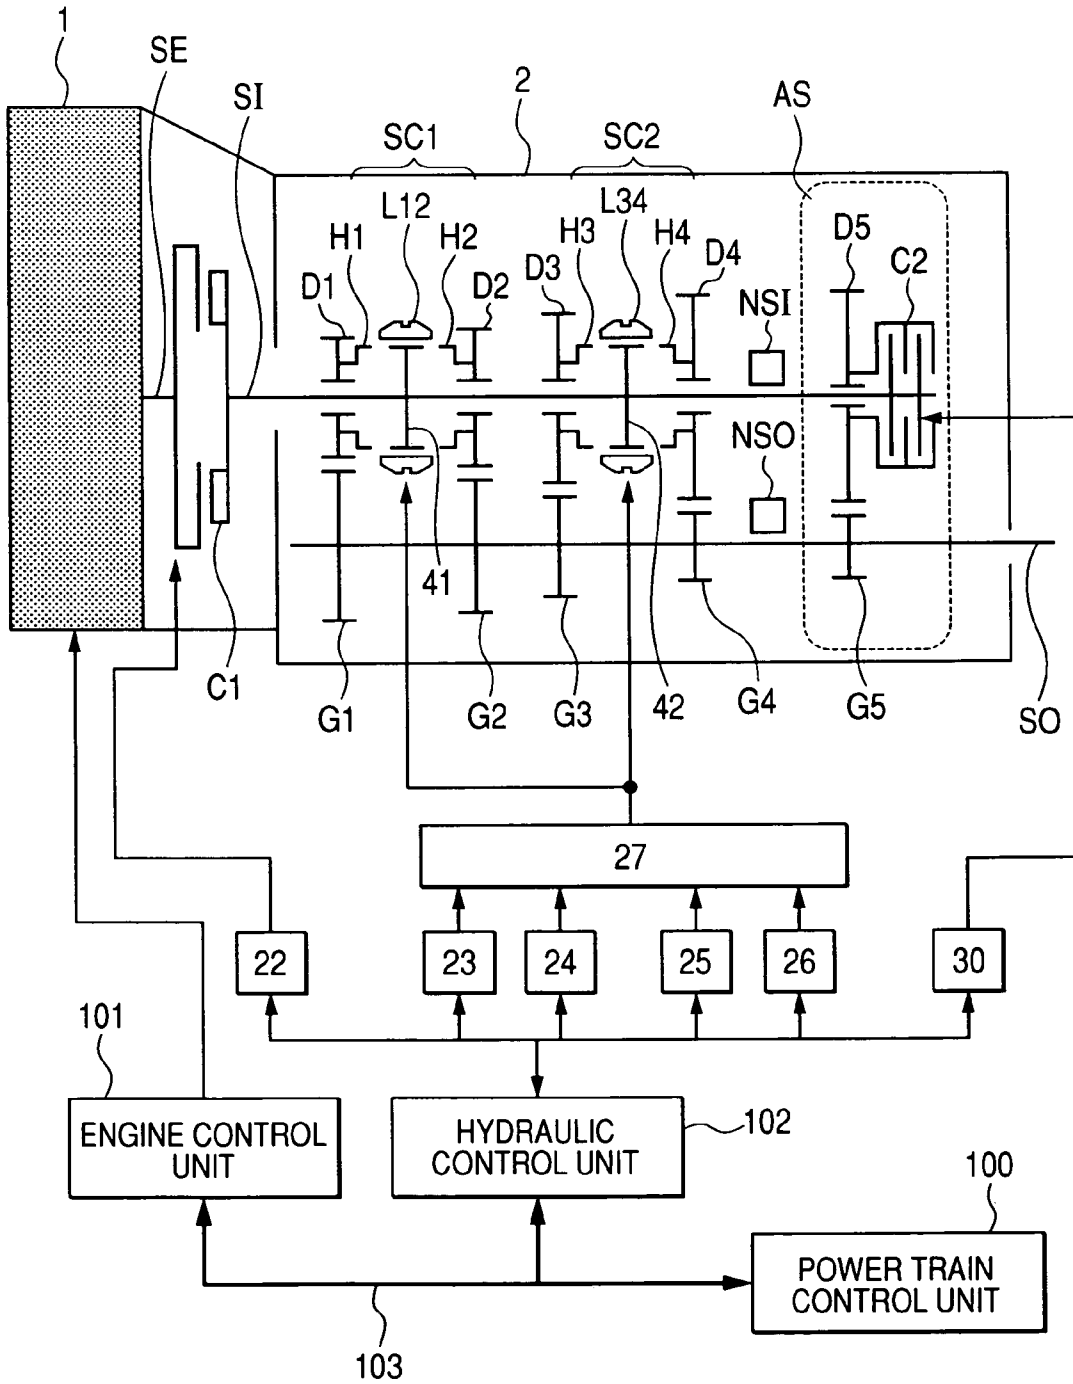 1
SE
SI
2
AS
SC1
SC2
L12
L34
D5
H1
H2
H3
H4
D4
C2
D1
D2
D3
NSI
NSO
41
42
C1
G1
G2
G3
G4
G5
SO
27
22
23
24
25
26
30
101
ENGINE CONTROL
UNIT
HYDRAULIC
CONTROL UNIT
102
100
POWER TRAIN
CONTROL UNIT
103